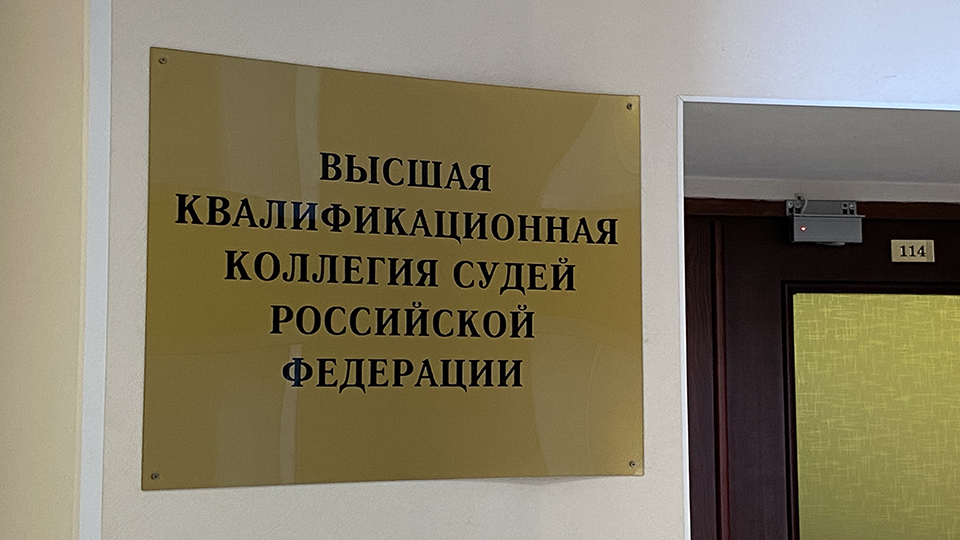 ВЫСШАЯ
КВАЛИФИКАЦИОННАЯ
КОЛЛЕГИЯ СУДЕЙ
РОССИЙСКОЙ
ФЕДЕРАЦИИ
114